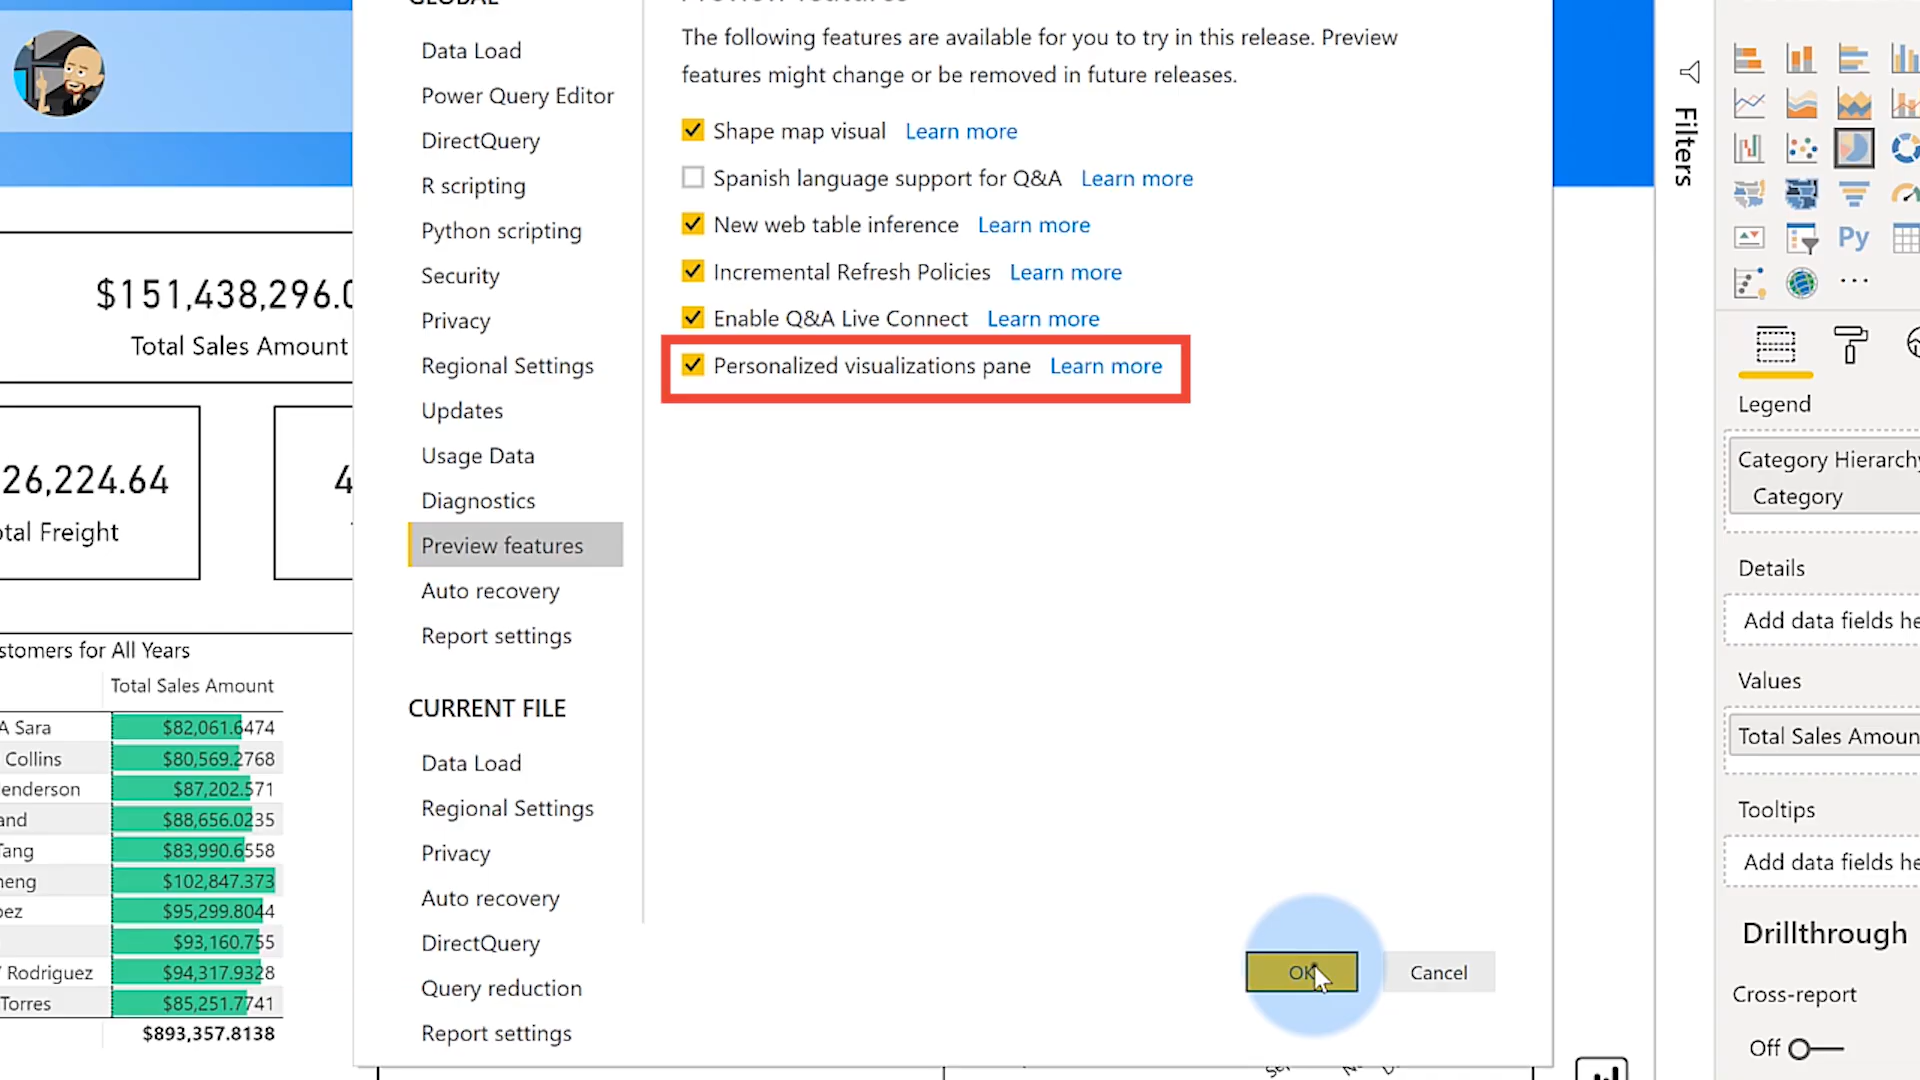 GLOBAL
Data Load
Power Query Editor
DirectQuery
R scripting
Python scripting
Security
Privacy
Regional Settings
Updates
Usage Data
Diagnostics
Preview features
Auto recovery
Report settings
CURRENT FILE
Data Load
Regional Settings
Privacy
Auto recovery
DirectQuery
Query reduction
Report settings
Preview features
The following features are available for you to try in this release. Preview
features might change or be removed in future releases.
Shape map visual Learn more
Spanish language support for Q&A Learn more
New web table inference Learn more
Incremental Refresh Policies Learn more
Enable Q&A Live Connect Learn more
Personalized visualizations pane Learn more
OK Cancel
$151,438,296.0
Total Sales Amount
26,224.64
otal Freight
4
stomers for All Years
Total Sales Amount
A Sara $82,061.6474
Collins $80,569.2768
enderson $87,202.571
and $88,656.0235
Tang $83,990.6558
heng $102,847.373
pez $95,299.8044
$93,160.755
Rodriguez $94,317.9328
Torres $85,251.7741
$893,357.8138
Filters
Py
Legend
Category Hierarchy
Category
Details
Add data fields he
Values
Total Sales Amoun
Tooltips
Add data fields he
Drillthrough
Cross-report
Off